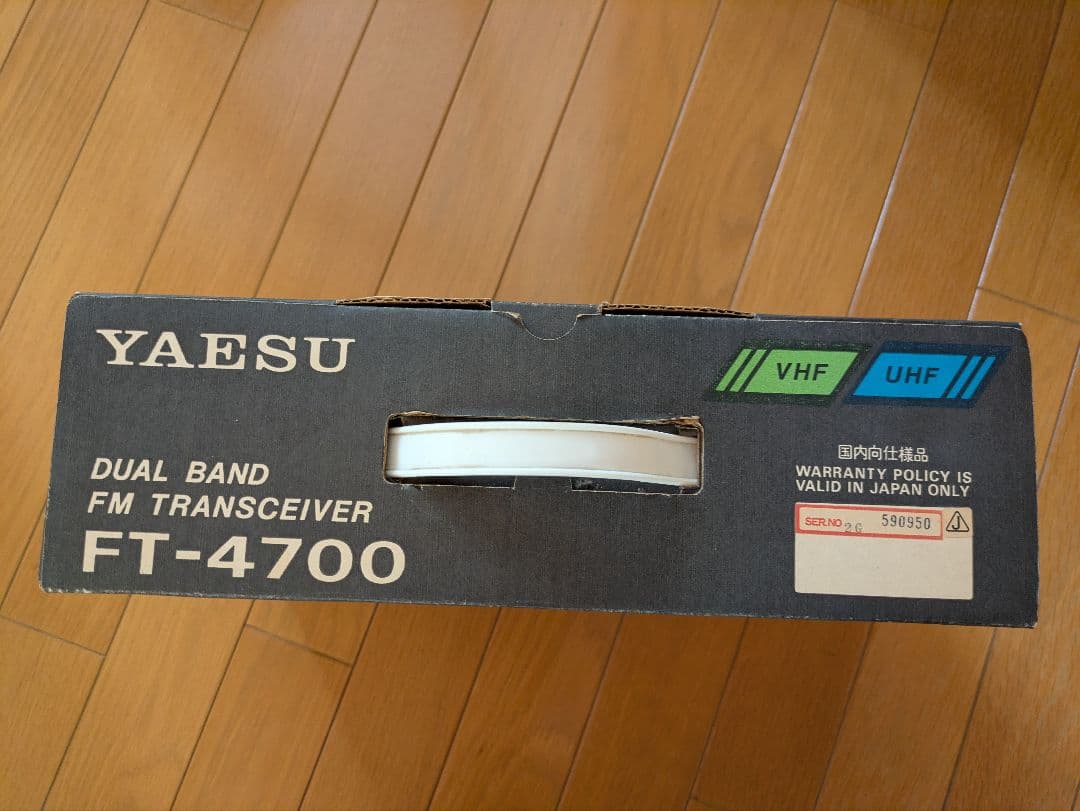 YAESU
VHF
UHF
DUAL BAND
FM TRANSCEIVER
FT-4700
国内向仕様品
WARRANTY POLICY IS
VALID IN JAPAN ONLY
SER.NO 2G 590950 J